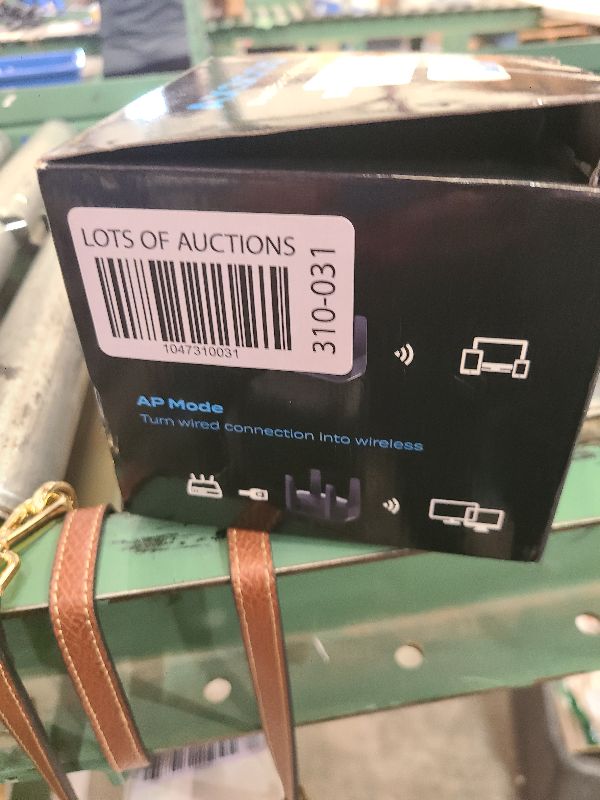 LOTS OF AUCTIONS
1047310031
310-031
AP Mode
Turn wired connection into wireless